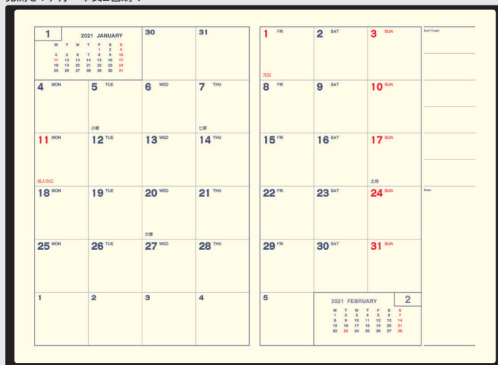 1
2021 JANUARY
M T W T F S S
1 2 3
4 5 6 7 8 9 10
11 12 13 14 15 16 17
18 19 20 21 22 23 24
25 26 27 28 29 30 31
30
31
1 FRI
2 SAT
3 SUN
元日
4 MON
5 TUE
6 WED
7 THU
8 FRI
9 SAT
10 SUN
小寒
七草
11 MON
12 TUE
13 WED
14 THU
15 FRI
16 SAT
17 SUN
成人の日
土用
18 MON
19 TUE
20 WED
21 THU
22 FRI
23 SAT
24 SUN
大寒
25 MON
26 TUE
27 WED
28 THU
29 FRI
30 SAT
31 SUN
1
2
3
4
5
2021 FEBRUARY
2
M T W T F S S
1 2 3 4 5 6 7
8 9 10 11 12 13 14
15 16 17 18 19 20 21
22 23 24 25 26 27 28